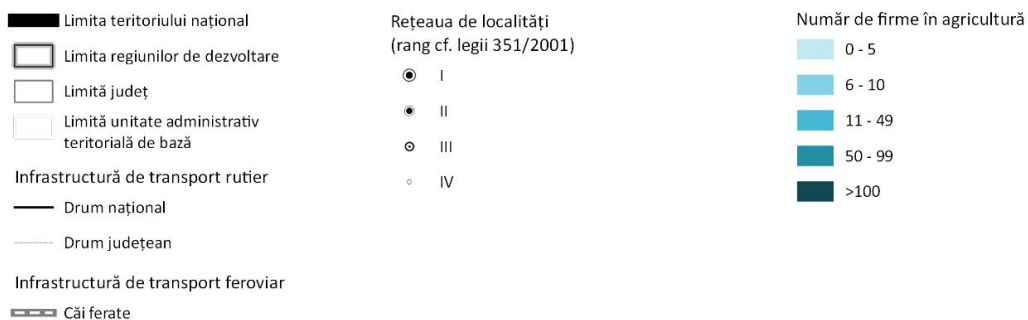 Limita teritoriului național
Limita regiunilor de dezvoltare
Limită județ
Limită unitate administrativ
teritorială de bază
Infrastructură de transport rutier
Drum național
Drum județean
Infrastructură de transport feroviar
Căi ferate
Rețeaua de localități
(rang cf. legii 351/2001)
I
II
III
IV
Număr de firme în agricultură
0 - 5
6 - 10
11 - 49
50 - 99
>100